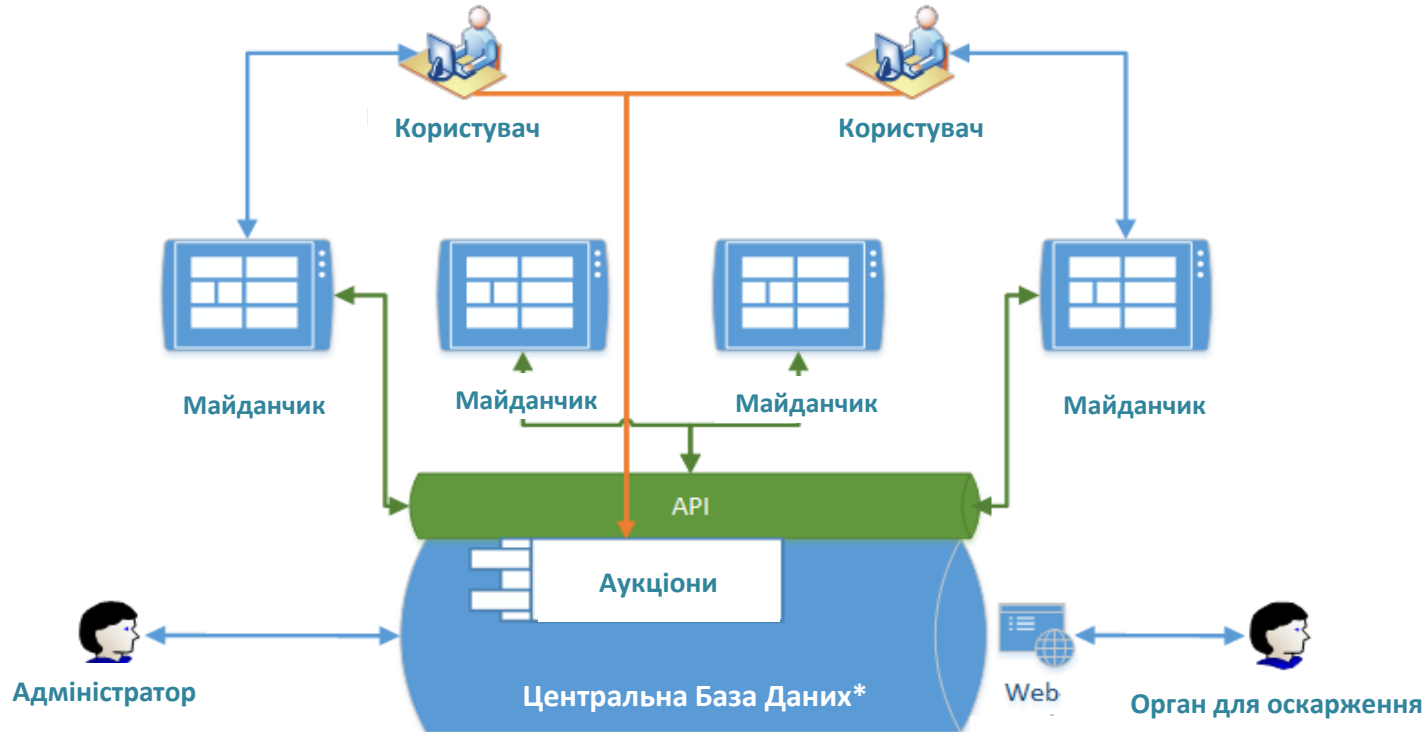 Користувач
Користувач
Майданчик
Майданчик
Майданчик
Майданчик
API
Аукціони
Адміністратор
Центральна База Даних*
Web
Орган для оскарження